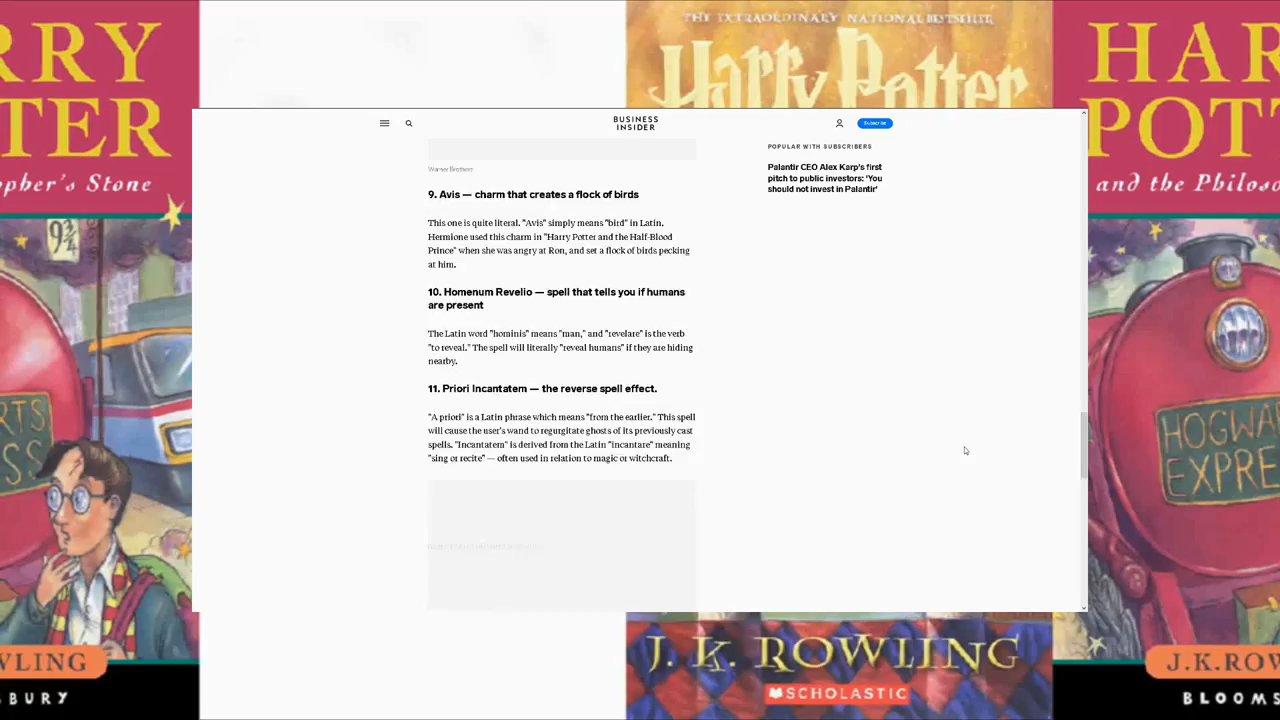 RRY
TER
opher's Stone
9¾
RTS
SS
WLING
SBURY
THE EXTRAORDINARY NATIONAL BESTSELLER
Harry Potter
HAR
POT
and the Philos
HOGWAR
EXPRE
J.K.ROW
BLOOMS
BUSINESS
INSIDER
Subscribe
Warner Brothers
9. Avis — charm that creates a flock of birds
This one is quite literal. "Avis" simply means "bird" in Latin.
Hermione used this charm in "Harry Potter and the Half-Blood
Prince" when she was angry at Ron, and set a flock of birds pecking
at him.
10. Homenum Revelio — spell that tells you if humans
are present
The Latin word "hominis" means "man," and "revelare" is the verb
"to reveal." The spell will literally "reveal humans" if they are hiding
nearby.
11. Priori Incantatem — the reverse spell effect.
"A priori" is a Latin phrase which means "from the earlier." This spell
will cause the user's wand to regurgitate ghosts of its previously cast
spells. "Incantatem" is derived from the Latin "incantare" meaning
"sing or recite" — often used in relation to magic or witchcraft.
POPULAR WITH SUBSCRIBERS
Palantir CEO Alex Karp's first
pitch to public investors: 'You
should not invest in Palantir'
J.K. ROWLING
SCHOLASTIC